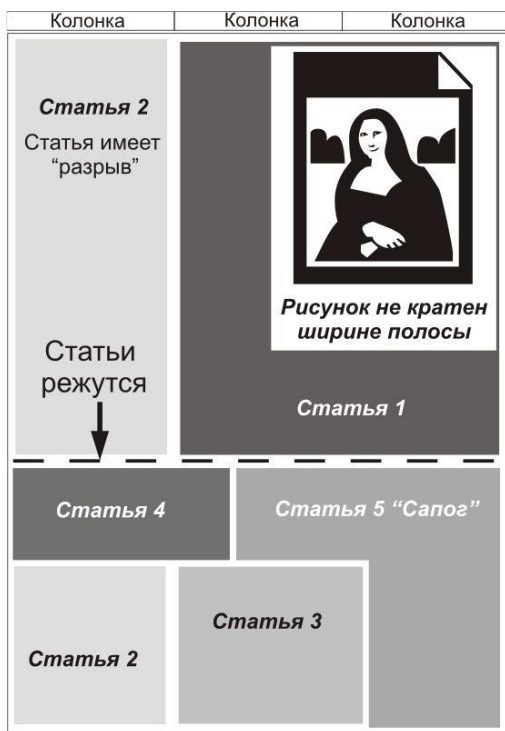 Колонка Колонка Колонка
Статья 2
Статья имеет
“разрыв”
Рисунок не кратен
ширине полосы
Статьи
режутся
Статья 1
Статья 4
Статья 5 “Сапог”
Статья 3
Статья 2